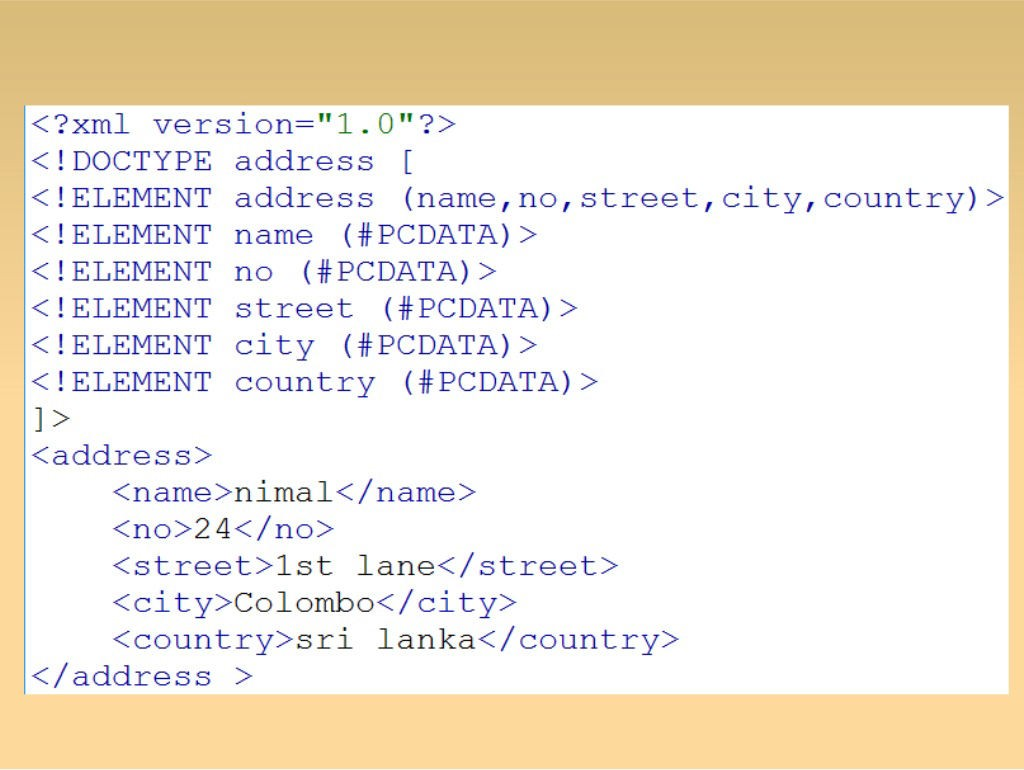 <?xml version="1.0"?>
<!DOCTYPE address [
<!ELEMENT address (name,no,street,city,country)>
<!ELEMENT name (#PCDATA)>
<!ELEMENT no (#PCDATA)>
<!ELEMENT street (#PCDATA)>
<!ELEMENT city (#PCDATA)>
<!ELEMENT country (#PCDATA)>
]>
<address>
    <name>nimal</name>
    <no>24</no>
    <street>1st lane</street>
    <city>Colombo</city>
    <country>sri lanka</country>
</address >